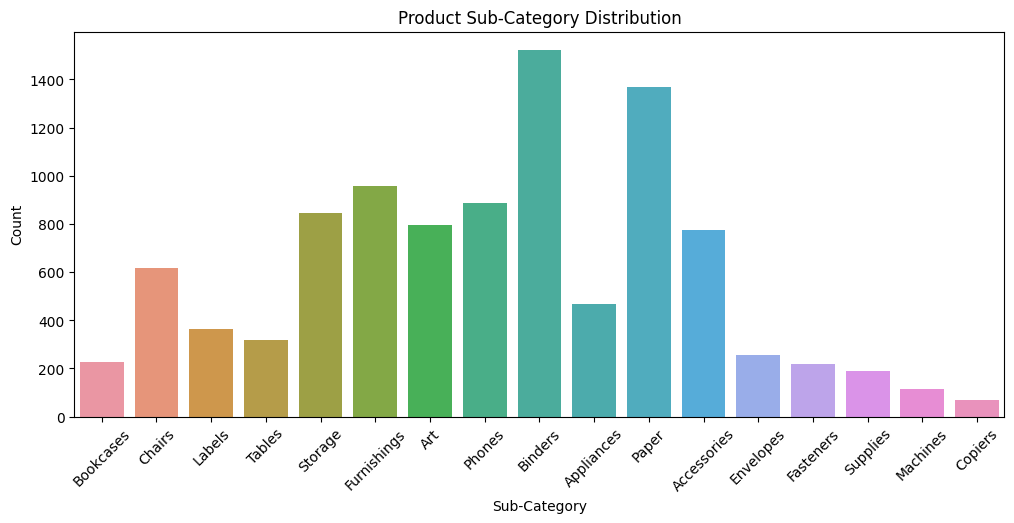 Product Sub-Category Distribution
Count
1400
1200
1000
800
600
400
200
0
Bookcases
Chairs
Labels
Tables
Storage
Furnishings
Art
Phones
Binders
Appliances
Paper
Accessories
Envelopes
Fasteners
Supplies
Machines
Copiers
Sub-Category